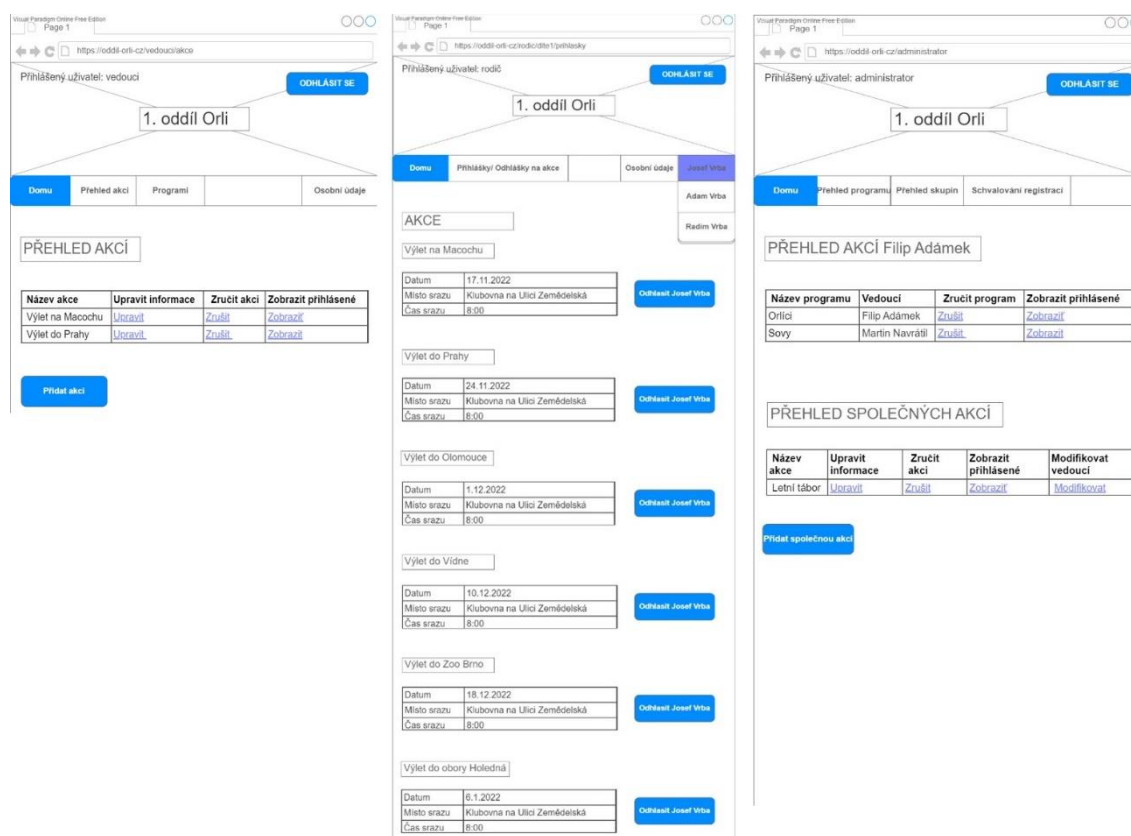 Visual Paradigm Online Free Edition
Page 1
https://oddil-orli-cz/vedouci/akce
Přihlášený uživatel: vedouci
ODHLÁSIT SE
1. oddíl Orli
Domu Přehled akcí Programi Osobní údaje
PŘEHLED AKCÍ
Název akce Upravit informace Zručit akci Zobrazit přihlásené
Výlet na Macochu Upravit Zrušit Zobraziť
Výlet do Prahy Upravit Zrušit Zobrazit
Přidat akci
Visual Paradigm Online Free Edition
Page 1
https://oddil-orli-cz/rodic/dite1/prihlasky
Přihlášený uživatel: rodič
ODHLÁSIT SE
1. oddíl Orli
Domu Přihlášky/ Odhlášky na akce Osobní údaje Josef Vrba
Adam Vrba
Radim Vrba
AKCE
Výlet na Macochu
Datum 17.11.2022
Místo srazu Klubovna na Ulici Zemědelská
Čas srazu 8:00
Odhlasit Josef Vrba
Výlet do Prahy
Datum 24.11.2022
Místo srazu Klubovna na Ulici Zemědelská
Čas srazu 8:00
Odhlasit Josef Vrba
Výlet do Olomouce
Datum 1.12.2022
Místo srazu Klubovna na Ulici Zemědelská
Čas srazu 8:00
Odhlasit Josef Vrba
Výlet do Vídne
Datum 10.12.2022
Místo srazu Klubovna na Ulici Zemědelská
Čas srazu 8:00
Odhlasit Josef Vrba
Výlet do Zoo Brno
Datum 18.12.2022
Místo srazu Klubovna na Ulici Zemědelská
Čas srazu 8:00
Odhlasit Josef Vrba
Výlet do obory Holedná
Datum 6.1.2022
Místo srazu Klubovna na Ulici Zemědelská
Čas srazu 8:00
Odhlasit Josef Vrba
Visual Paradigm Online Free Edition
Page 1
https://oddil-orli-cz/administrator
Přihlášený uživatel: administrator
ODHLÁSIT SE
1. oddíl Orli
Domu Přehled programu Přehled skupin Schvalování registrací
PŘEHLED AKCÍ Filip Adámek
Název programu Vedoucí Zručit program Zobrazit přihlásené
Orlíci Filip Adámek Zrušit Zobraziť
Sovy Martin Navrátil Zrušit Zobrazit
PŘEHLED SPOLEČNÝCH AKCÍ
Název akce Upravit informace Zručit akci Zobrazit přihlásené Modifikovat vedoucí
Letní tábor Upravit Zrušit Zobraziť Modifikovat
Přidat společnou akci